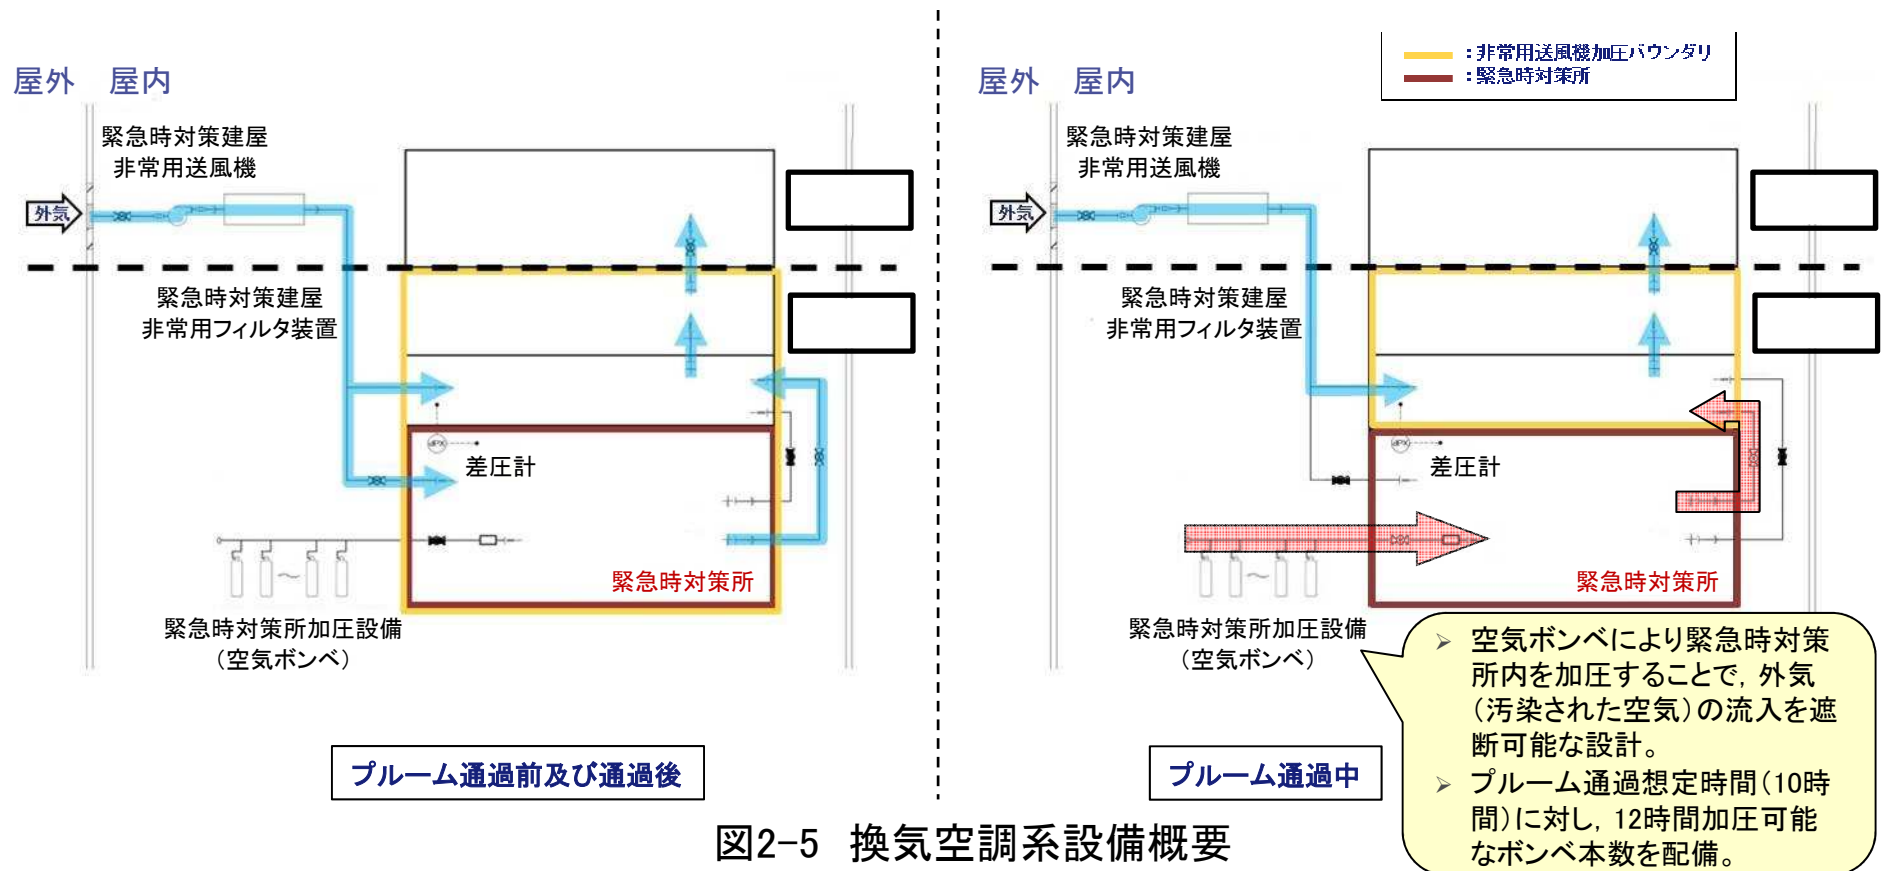 屋外 屋内
緊急時対策建屋
非常用送風機
外気
緊急時対策建屋
非常用フィルタ装置
dPX
差圧計
緊急時対策所
緊急時対策所加圧設備
（空気ボンベ）
プルーム通過前及び通過後
：非常用送風機加圧バウンダリ
：緊急時対策所
屋外 屋内
緊急時対策建屋
非常用送風機
外気
緊急時対策建屋
非常用フィルタ装置
dPX
差圧計
緊急時対策所
緊急時対策所加圧設備
（空気ボンベ）
プルーム通過中
➢ 空気ボンベにより緊急時対策
所内を加圧することで，外気
（汚染された空気）の流入を遮
断可能な設計。
➢ プルーム通過想定時間（10時
間）に対し，12時間加圧可能
なボンベ本数を配備。
図2-5 換気空調系設備概要